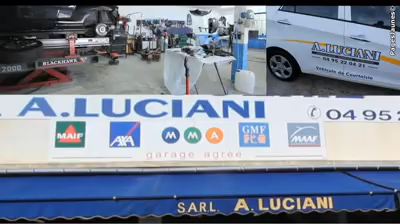 2000
BLACKHAWK
A.LUCIANI
04 95 22 04 21
Véhicule de Courtoisie
Pages Jaunes
. A.LUCIANI
04 95
MAIF
AXA
MMA
GMF
MAAF
garage agréé
SARL A.LUCIANI